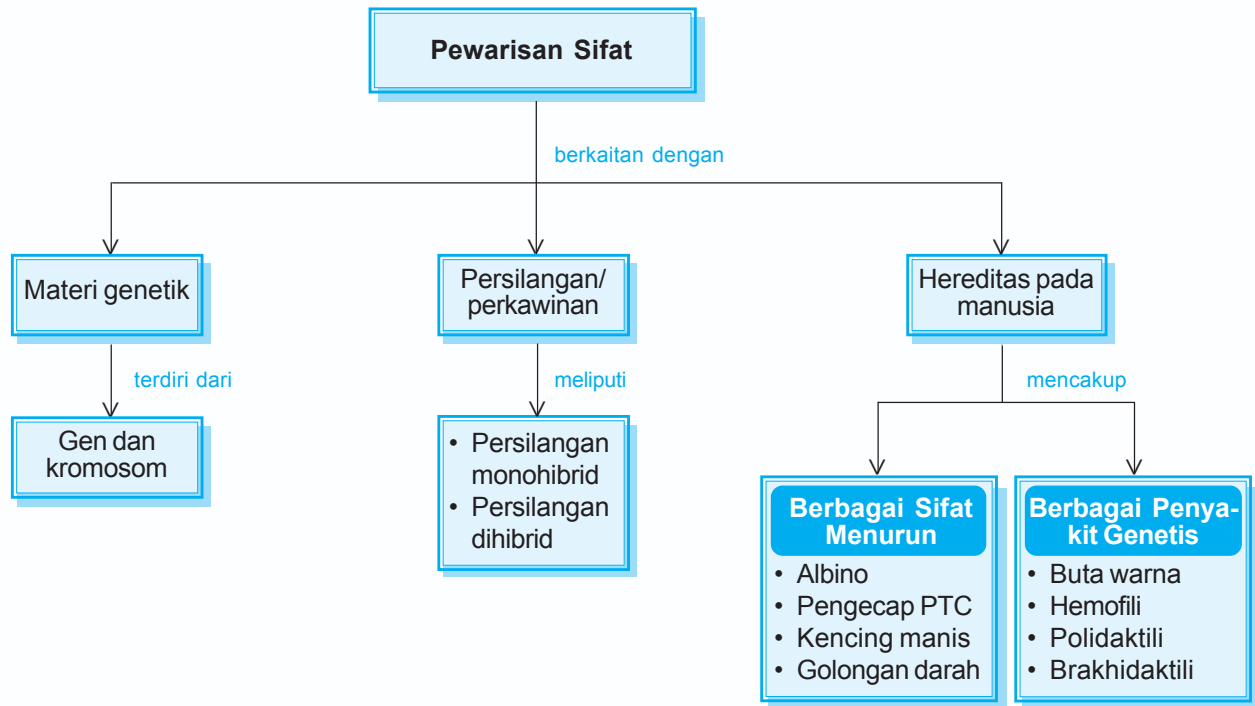 Pewarisan Sifat
berkaitan dengan
Materi genetik
terdiri dari
Gen dan
kromosom
Persilangan/
perkawinan
meliputi
• Persilangan
monohibrid
• Persilangan
dihibrid
Hereditas pada
manusia
mencakup
Berbagai Sifat
Menurun
• Albino
• Pengecap PTC
• Kencing manis
• Golongan darah
Berbagai Penya-
kit Genetis
• Buta warna
• Hemofili
• Polidaktili
• Brakhidaktili